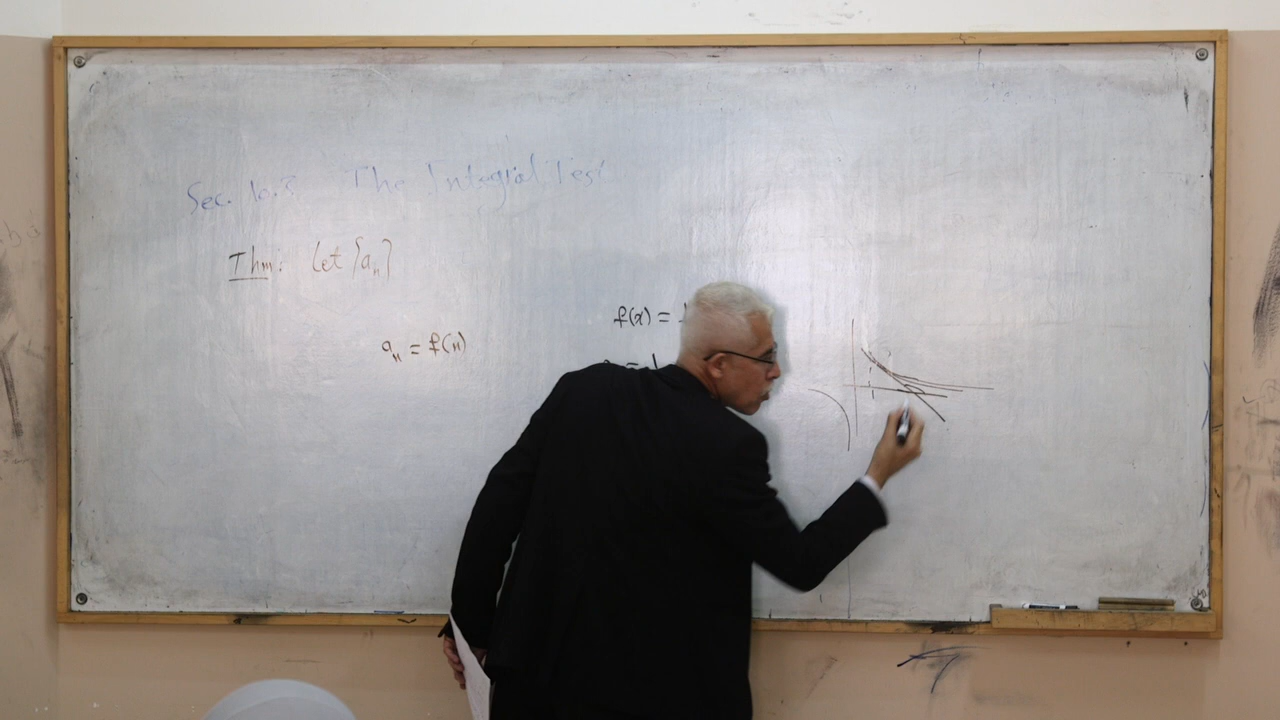 Sec. 10.3 The Integral Test
Thm: Let {aₙ}
f(x) =
aₙ = f(n)